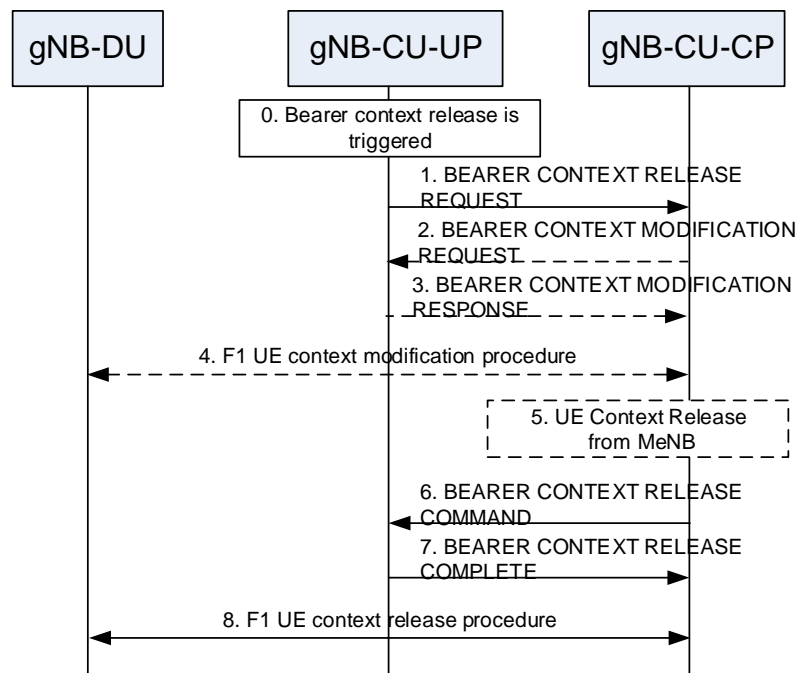 gNB-DU
gNB-CU-UP
gNB-CU-CP
0. Bearer context release is
triggered
1. BEARER CONTEXT RELEASE
REQUEST
2. BEARER CONTEXT MODIFICATION
REQUEST
3. BEARER CONTEXT MODIFICATION
RESPONSE
4. F1 UE context modification procedure
5. UE Context Release
from MeNB
6. BEARER CONTEXT RELEASE
COMMAND
7. BEARER CONTEXT RELEASE
COMPLETE
8. F1 UE context release procedure